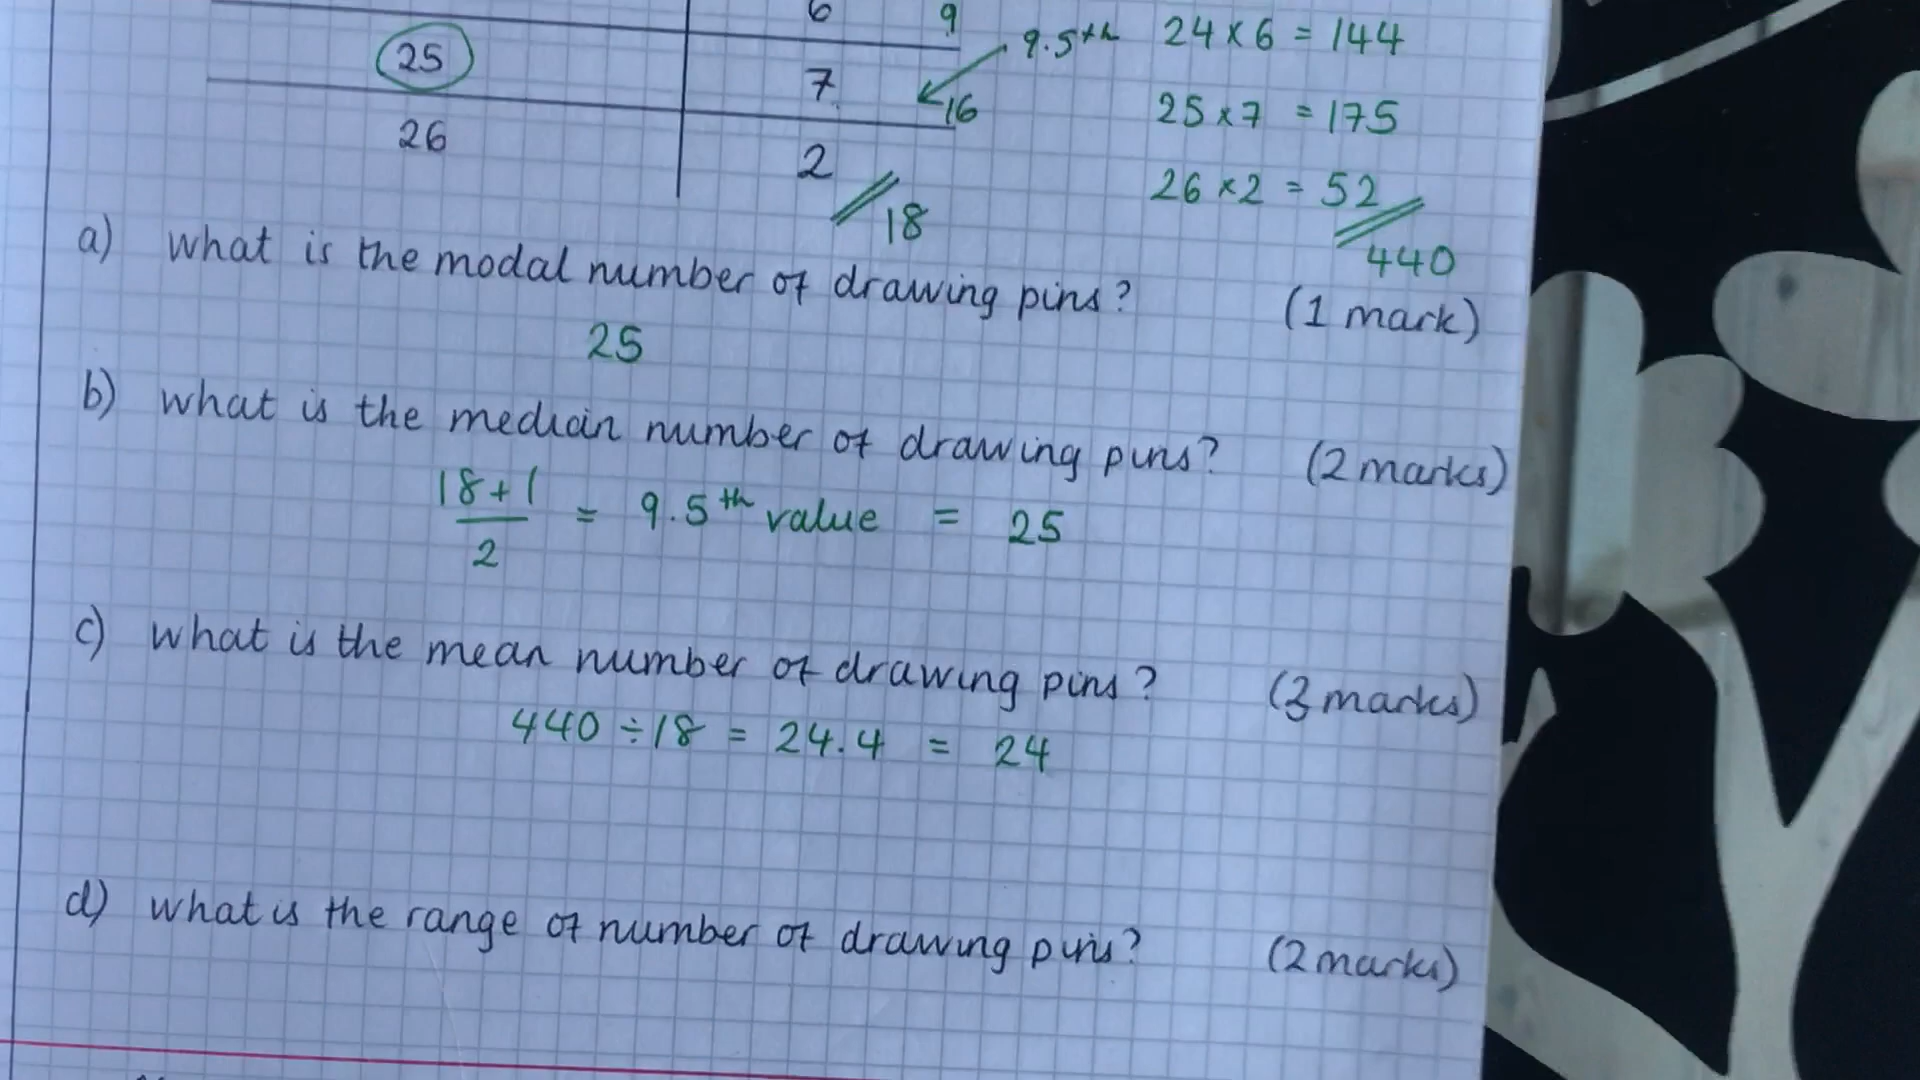 6 9
9.5th 24 x 6 = 144
25 7 16 25 x 7 = 175
26 2 26 x 2 = 52
18 440
a) what is the modal number of drawing pins? (1 mark)
25
b) what is the median number of drawing pins? (2 marks)
18+1
2
= 9.5th value = 25
c) what is the mean number of drawing pins? (3 marks)
440 ÷ 18 = 24.4 = 24
d) what is the range of number of drawing pins? (2 marks)